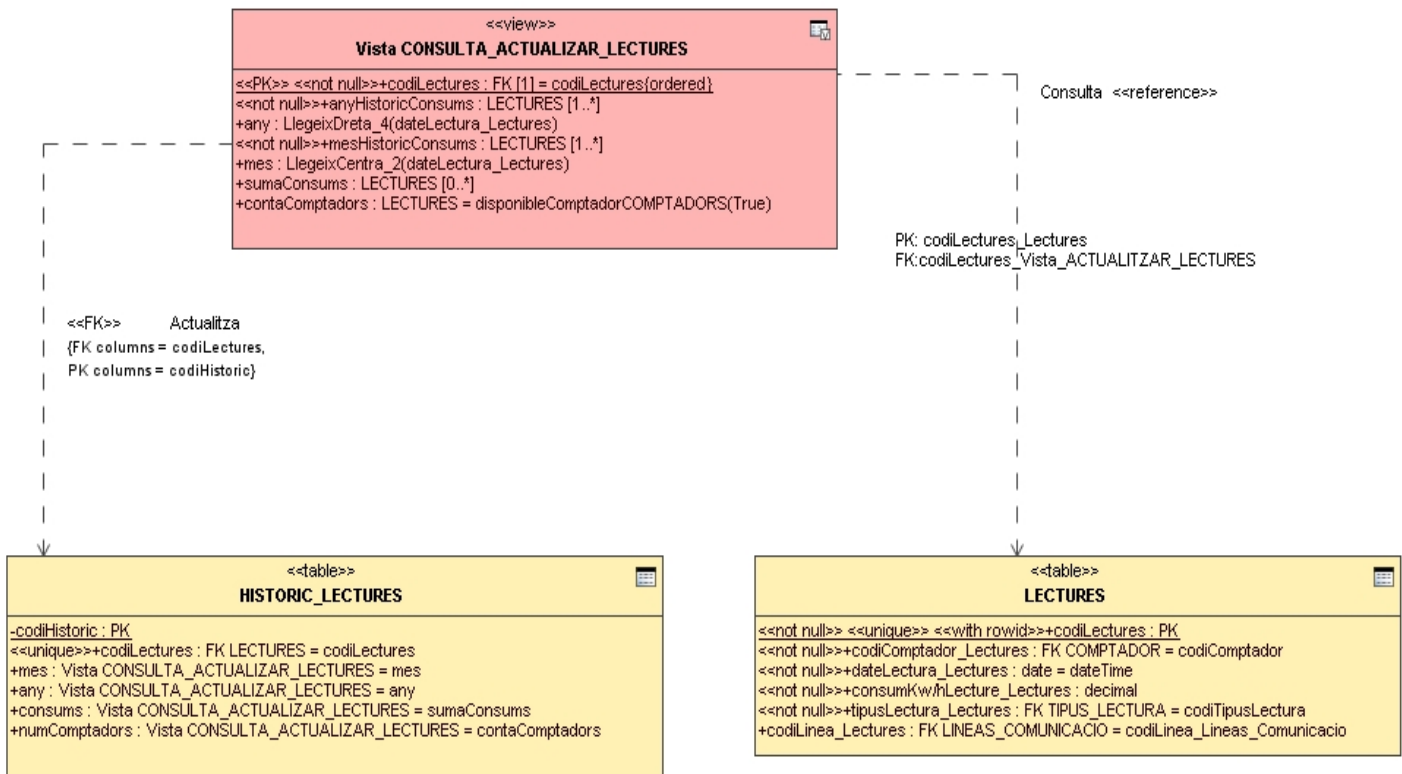 <<view>>
Vista CONSULTA_ACTUALIZAR_LECTURES
<<PK>> <<not null>>+codiLectures : FK [1] = codiLectures{ordered}
<<not null>>+anyHistoricConsums : LECTURES [1..*]
+any : LlegeixDreta_4(dateLectura_Lectures)
<<not null>>+mesHistoricConsums : LECTURES [1..*]
+mes : LlegeixCentra_2(dateLectura_Lectures)
+sumaConsums : LECTURES [0..*]
+contaComptadors : LECTURES = disponibleComptadorCOMPTADORS(True)
Consulta <<reference>>
PK: codiLectures_Lectures
FK:codiLectures_Vista_ACTUALITZAR_LECTURES
<<FK>> Actualitza
{FK columns = codiLectures,
PK columns = codiHistoric}
<<table>>
HISTORIC_LECTURES
-codiHistoric : PK
<<unique>>+codiLectures : FK LECTURES = codiLectures
+mes : Vista CONSULTA_ACTUALIZAR_LECTURES = mes
+any : Vista CONSULTA_ACTUALIZAR_LECTURES = any
+consums : Vista CONSULTA_ACTUALIZAR_LECTURES = sumaConsums
+numComptadors : Vista CONSULTA_ACTUALIZAR_LECTURES = contaComptadors
<<table>>
LECTURES
<<not null>> <<unique>> <<with rowid>>+codiLectures : PK
<<not null>>+codiComptador_Lectures : FK COMPTADOR = codiComptador
<<not null>>+dateLectura_Lectures : date = dateTime
<<not null>>+consumKw/hLecture_Lectures : decimal
<<not null>>+tipusLectura_Lectures : FK TIPUS_LECTURA = codiTipusLectura
+codiLinea_Lectures : FK LINEAS_COMUNICACIO = codiLinea_Lineas_Comunicacio